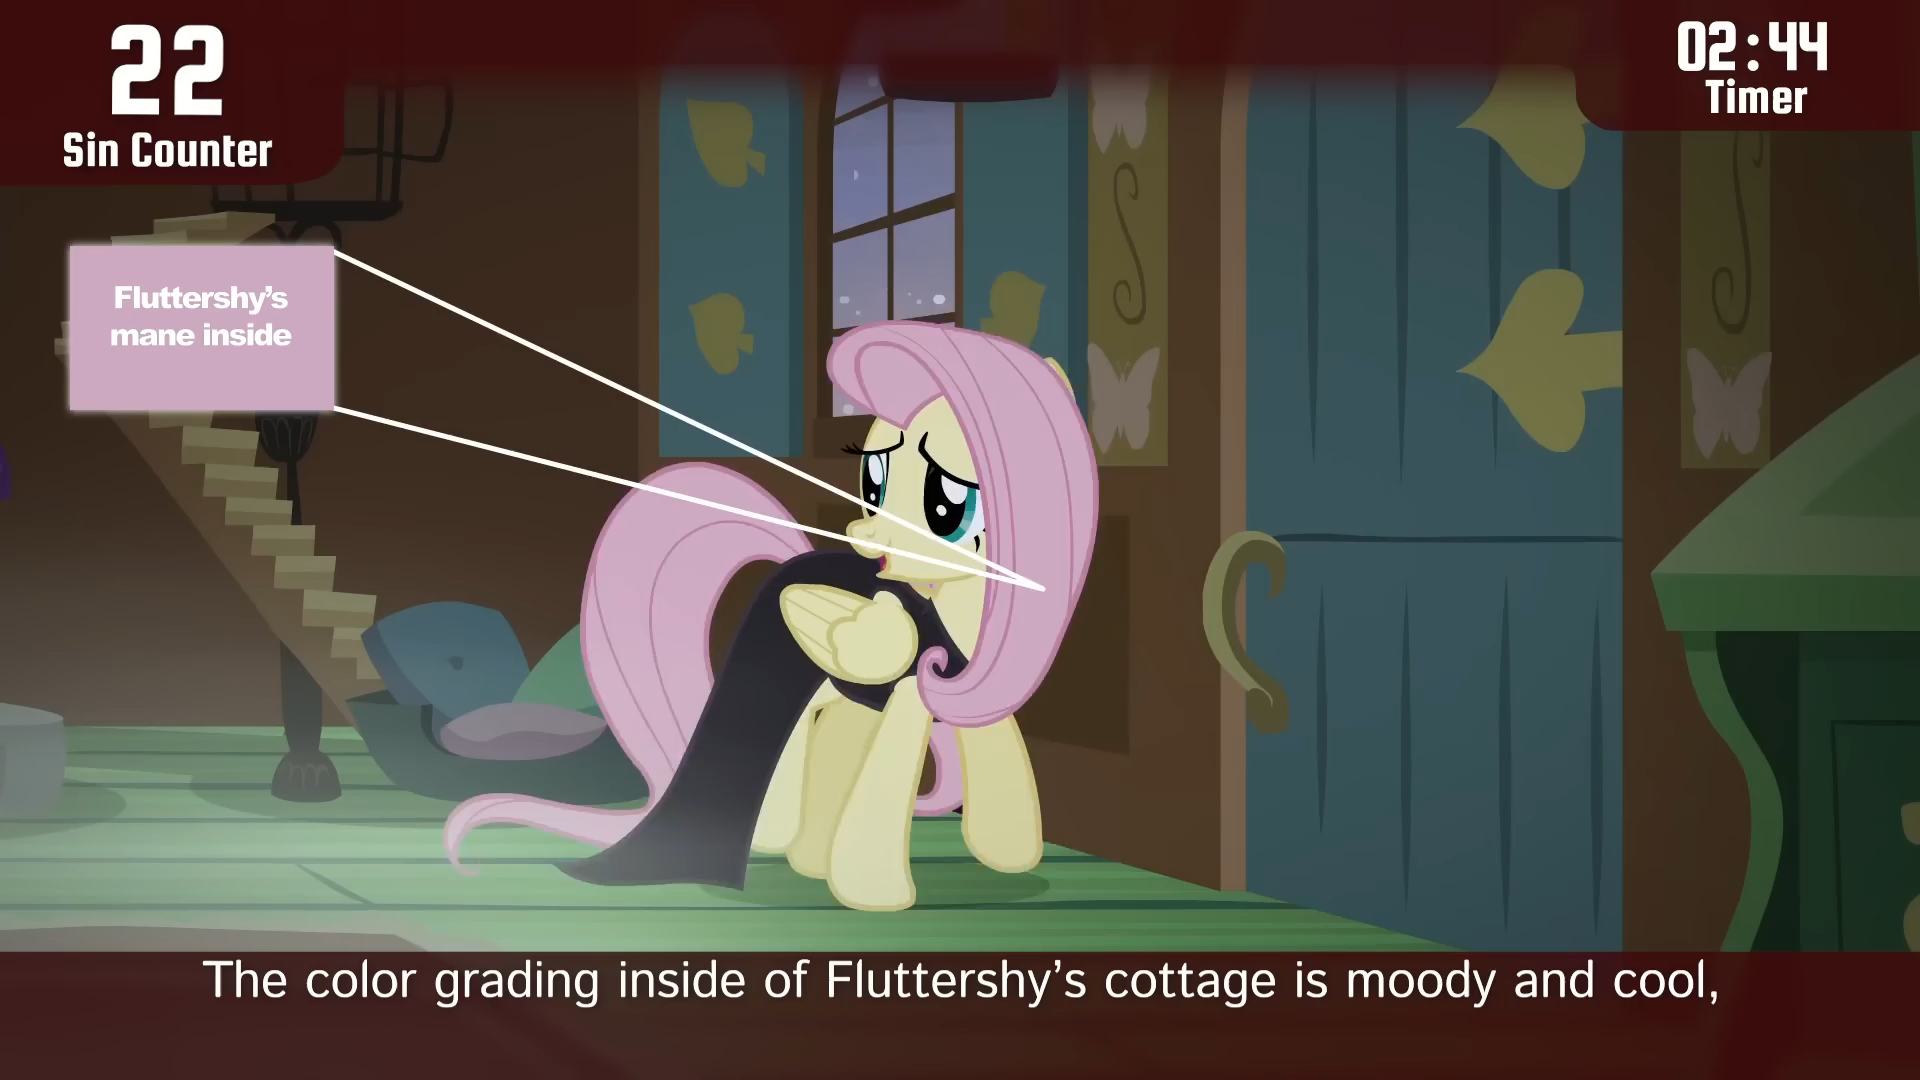 22
Sin Counter
02:44
Timer
Fluttershy’s
mane inside
The color grading inside of Fluttershy’s cottage is moody and cool,